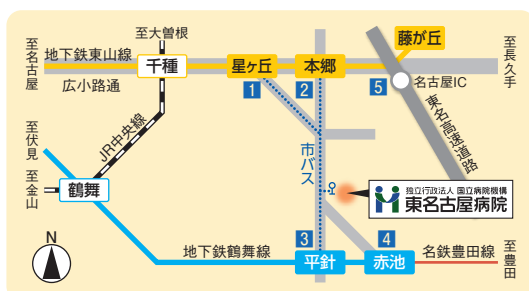 至大曽根
至名古屋
地下鉄東山線
千種
星ヶ丘
本郷
藤が丘
至長久手
広小路通
1
2
5
名古屋IC
東名高速道路
至伏見
JR中央線
市バス
至金山
鶴舞
独立行政法人 国立病院機構
東名古屋病院
N
地下鉄鶴舞線
3
平針
4
赤池
名鉄豊田線
至豊田